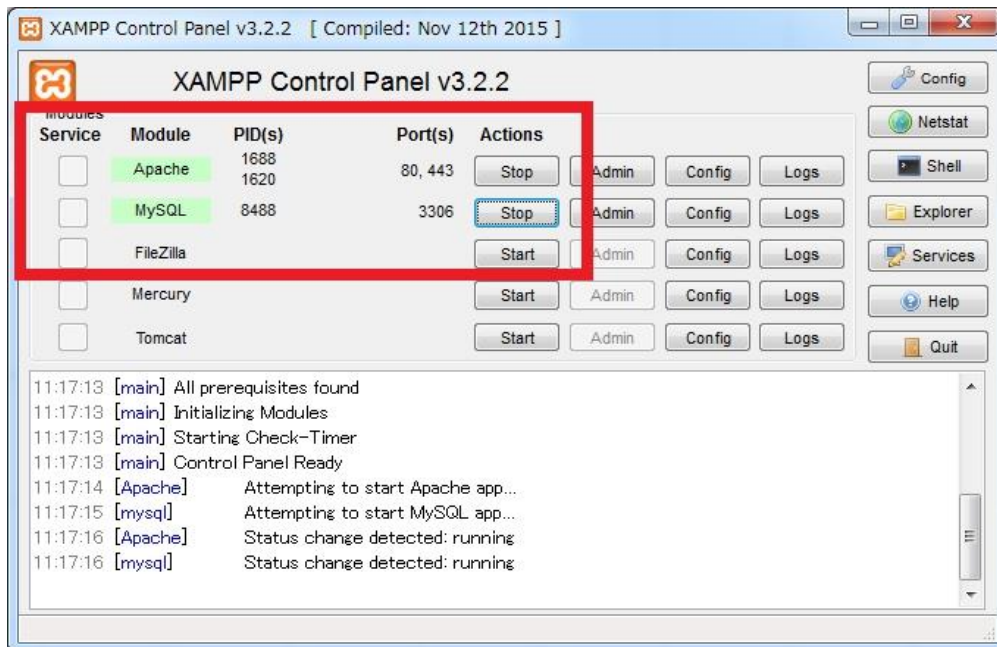 XAMPP Control Panel v3.2.2 [ Compiled: Nov 12th 2015 ]
XAMPP Control Panel v3.2.2
Config
Modules
Netstat
Service Module PID(s) Port(s) Actions
Apache 1688 1620 80, 443 Stop Admin Config Logs
Shell
MySQL 8488 3306 Stop Admin Config Logs
Explorer
FileZilla Start Admin Config Logs
Services
Mercury Start Admin Config Logs
Help
Tomcat Start Admin Config Logs
Quit
11:17:13 [main] All prerequisites found
11:17:13 [main] Initializing Modules
11:17:13 [main] Starting Check-Timer
11:17:13 [main] Control Panel Ready
11:17:14 [Apache] Attempting to start Apache app...
11:17:15 [mysql] Attempting to start MySQL app...
11:17:16 [Apache] Status change detected: running
11:17:16 [mysql] Status change detected: running